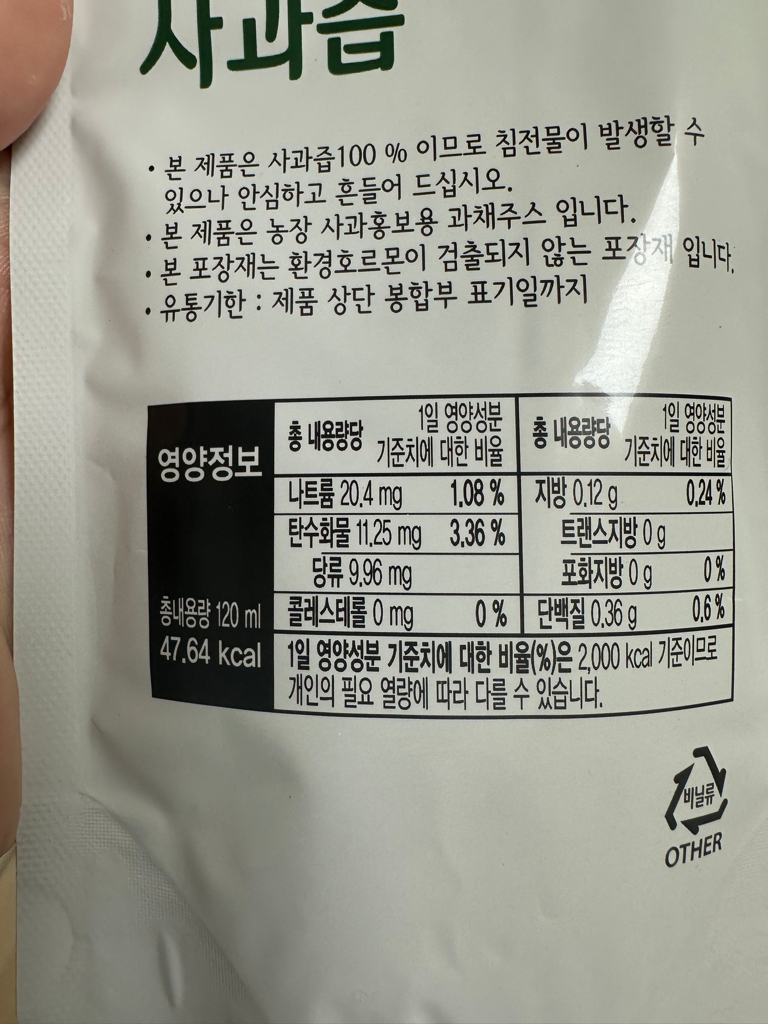 사과즙
• 본 제품은 사과즙100 % 이므로 침전물이 발생할 수
있으나 안심하고 흔들어 드십시오.
• 본 제품은 농장 사과홍보용 과채주스 입니다.
• 본 포장재는 환경호르몬이 검출되지 않는 포장재 입니다.
• 유통기한 : 제품 상단 봉합부 표기일까지
영양정보
총내용량 120 ml
47.64 kcal
총 내용량당 1일 영양성분
기준치에 대한 비율
나트륨 20.4 mg 1.08 %
탄수화물 11.25 mg 3.36 %
당류 9.96 mg
콜레스테롤 0 mg 0 %
총 내용량당 1일 영양성분
기준치에 대한 비율
지방 0.12 g 0.24 %
트랜스지방 0 g
포화지방 0 g 0 %
단백질 0.36 g 0.6 %
1일 영양성분 기준치에 대한 비율(%)은 2,000 kcal 기준이므로
개인의 필요 열량에 따라 다를 수 있습니다.
비닐류
OTHER